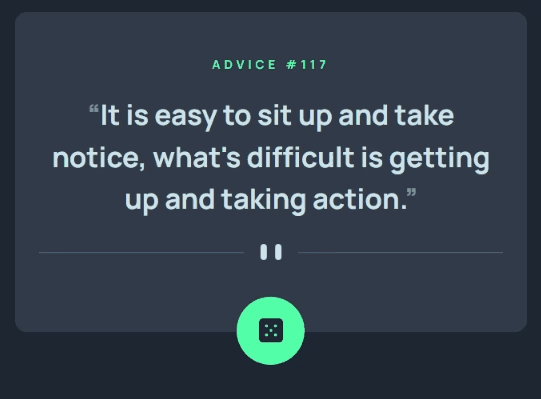 ADVICE #117
“It is easy to sit up and take
notice, what's difficult is getting
up and taking action.”